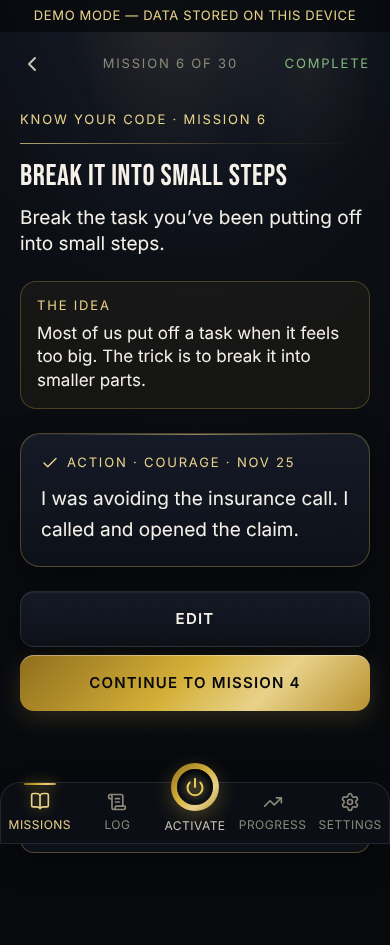 DEMO MODE — DATA STORED ON THIS DEVICE
MISSION 6 OF 30
COMPLETE
KNOW YOUR CODE · MISSION 6
BREAK IT INTO SMALL STEPS
Break the task you’ve been putting off
into small steps.
THE IDEA
Most of us put off a task when it feels
too big. The trick is to break it into
smaller parts.
ACTION · COURAGE · NOV 25
I was avoiding the insurance call. I
called and opened the claim.
EDIT
CONTINUE TO MISSION 4
MISSIONS
LOG
ACTIVATE
PROGRESS
SETTINGS